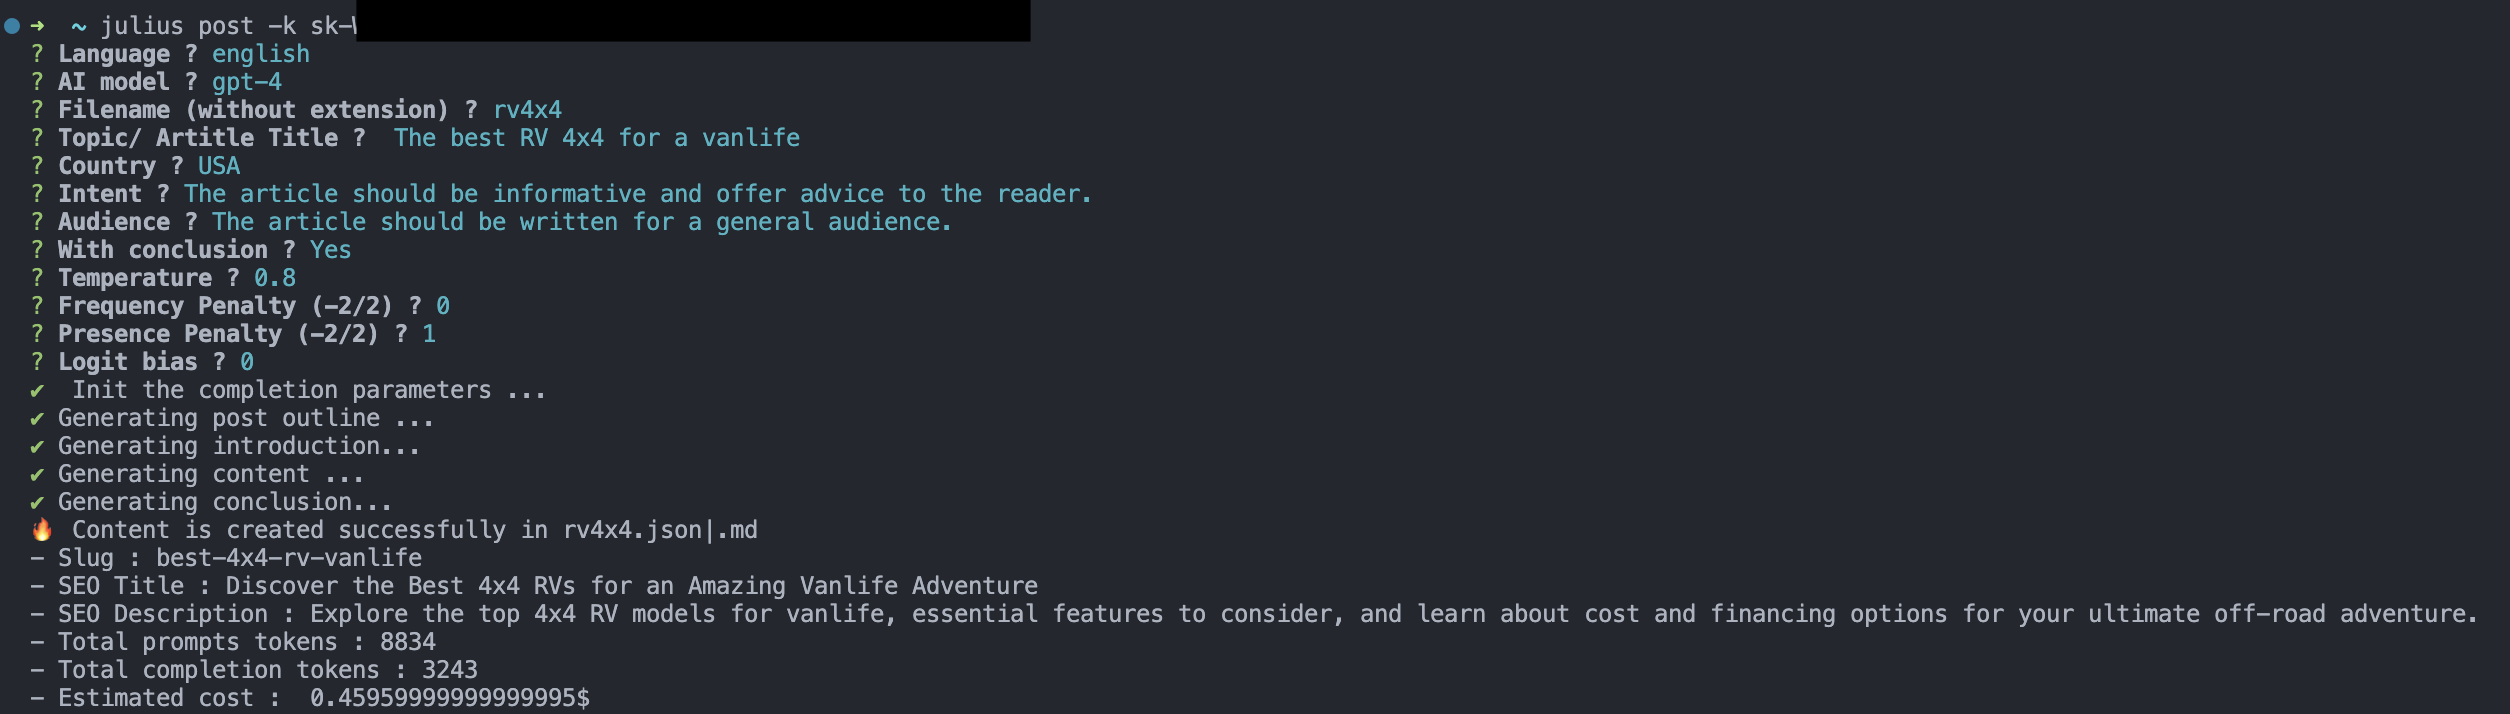 ➜ ~ julius post -k sk-
? Language ? english
? AI model ? gpt-4
? Filename (without extension) ? rv4x4
? Topic/ Artitle Title ?  The best RV 4x4 for a vanlife
? Country ? USA
? Intent ? The article should be informative and offer advice to the reader.
? Audience ? The article should be written for a general audience.
? With conclusion ? Yes
? Temperature ? 0.8
? Frequency Penalty (-2/2) ? 0
? Presence Penalty (-2/2) ? 1
? Logit bias ? 0
✔  Init the completion parameters ...
✔ Generating post outline ...
✔ Generating introduction...
✔ Generating content ...
✔ Generating conclusion...
🔥 Content is created successfully in rv4x4.json|.md
- Slug : best-4x4-rv-vanlife
- SEO Title : Discover the Best 4x4 RVs for an Amazing Vanlife Adventure
- SEO Description : Explore the top 4x4 RV models for vanlife, essential features to consider, and learn about cost and financing options for your ultimate off-road adventure.
- Total prompts tokens : 8834
- Total completion tokens : 3243
- Estimated cost :  0.45959999999999995$